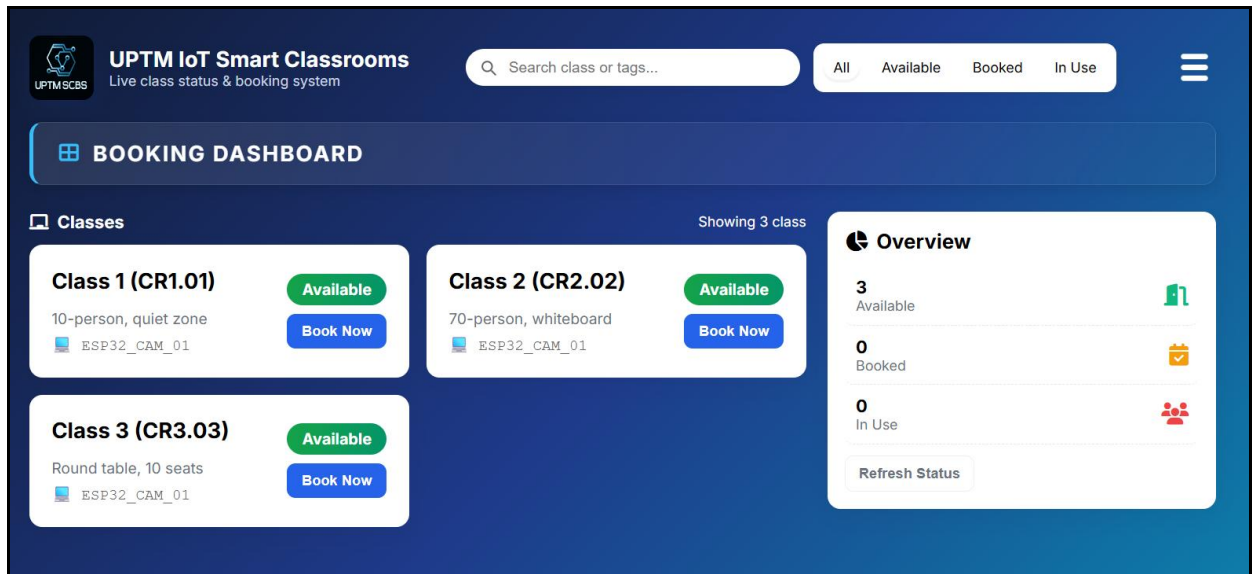 UPTM SCBS
UPTM IoT Smart Classrooms
Live class status & booking system
Search class or tags...
All Available Booked In Use
BOOKING DASHBOARD
Classes
Showing 3 class
Class 1 (CR1.01)
Available
10-person, quiet zone
Book Now
ESP32_CAM_01
Class 2 (CR2.02)
Available
70-person, whiteboard
Book Now
ESP32_CAM_01
Class 3 (CR3.03)
Available
Round table, 10 seats
Book Now
ESP32_CAM_01
Overview
3
Available
0
Booked
0
In Use
Refresh Status